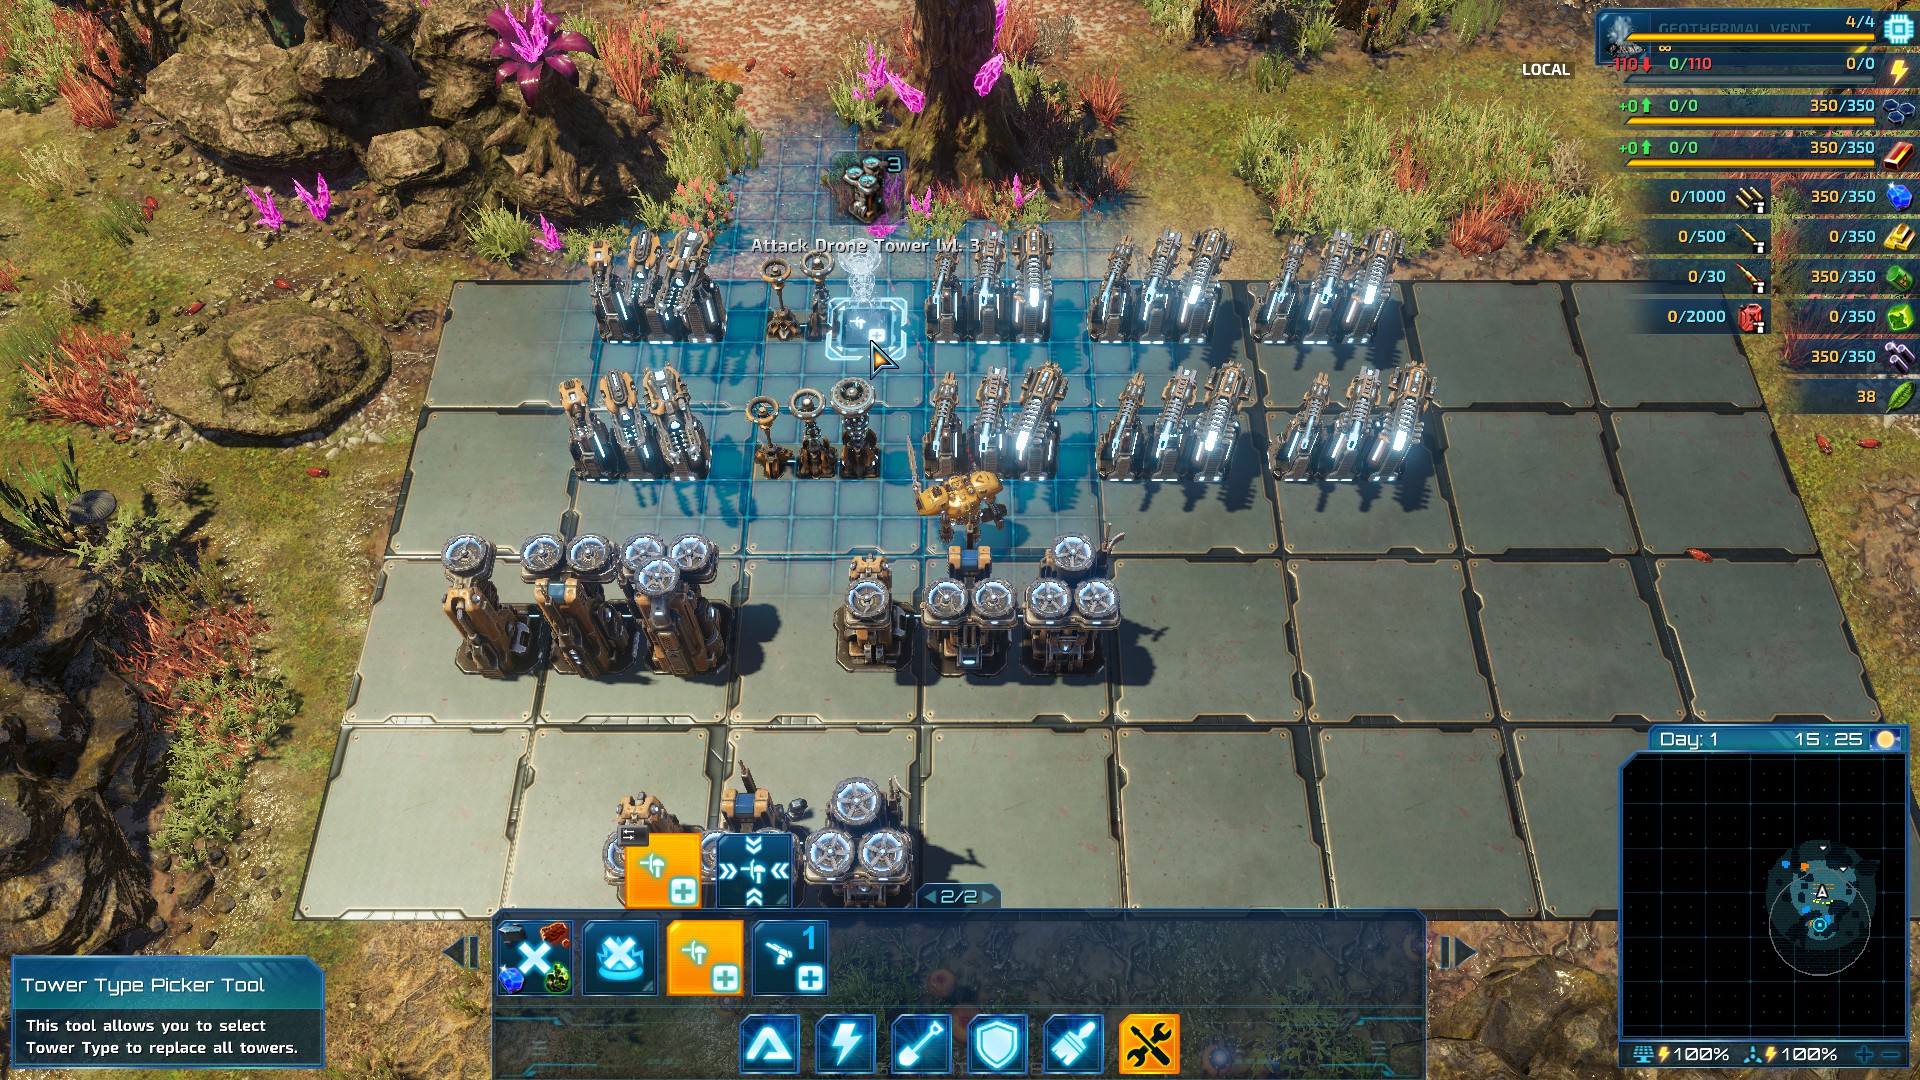 GEOTHERMAL VENT
4/4
∞
LOCAL
-110 0/110 0/0
+0 0/0 350/350
+0 0/0 350/350
0/1000 350/350
0/500 0/350
0/30 350/350
0/2000 0/350
350/350
38
3
Attack Drone Tower lvl. 3
Day: 1 15:25
2/2
1
Tower Type Picker Tool
This tool allows you to select
Tower Type to replace all towers.
100% 100%